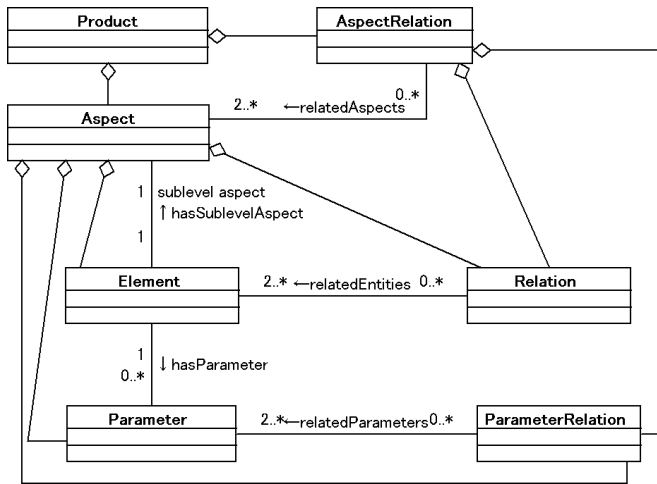 Product
AspectRelation
0..*
2..* ←relatedAspects
Aspect
1 sublevel aspect
↑hasSublevelAspect
1
Element
2..* ←relatedEntities 0..*
Relation
1 ↓hasParameter
0..*
Parameter
2..*←relatedParameters0..*
ParameterRelation